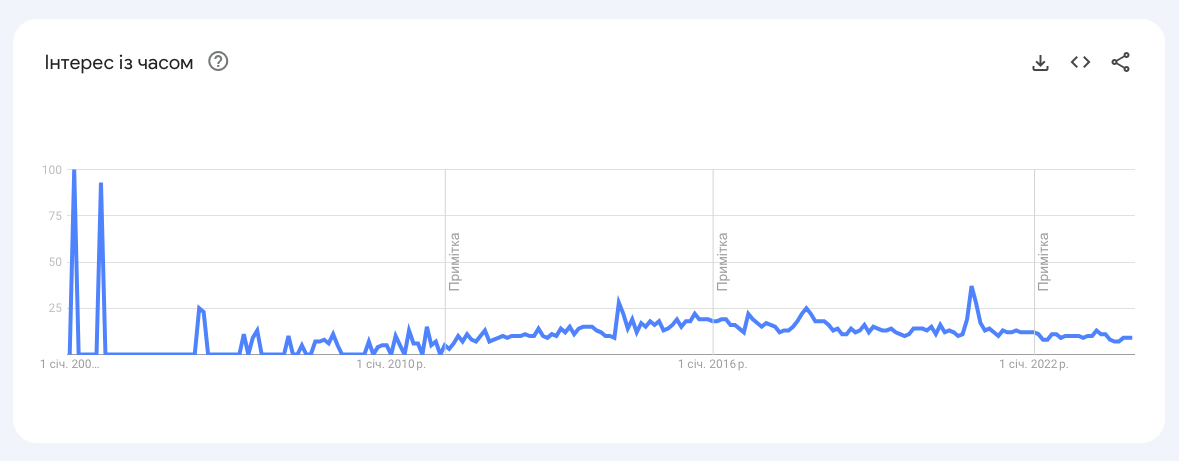 Інтерес із часом
100
75
50
25
Примітка
Примітка
Примітка
1 січ. 200...
1 січ. 2010 р.
1 січ. 2016 р.
1 січ. 2022 р.